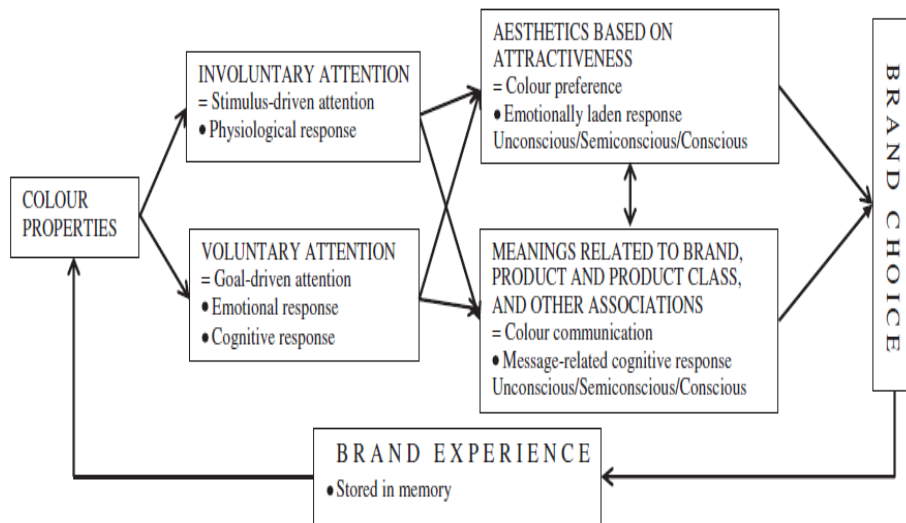 COLOUR
PROPERTIES
INVOLUNTARY ATTENTION
= Stimulus-driven attention
● Physiological response
VOLUNTARY ATTENTION
= Goal-driven attention
● Emotional response
● Cognitive response
AESTHETICS BASED ON
ATTRACTIVENESS
= Colour preference
● Emotionally laden response
Unconscious/Semiconscious/Conscious
MEANINGS RELATED TO BRAND,
PRODUCT AND PRODUCT CLASS,
AND OTHER ASSOCIATIONS
= Colour communication
● Message-related cognitive response
Unconscious/Semiconscious/Conscious
BRAND CHOICE
BRAND EXPERIENCE
● Stored in memory